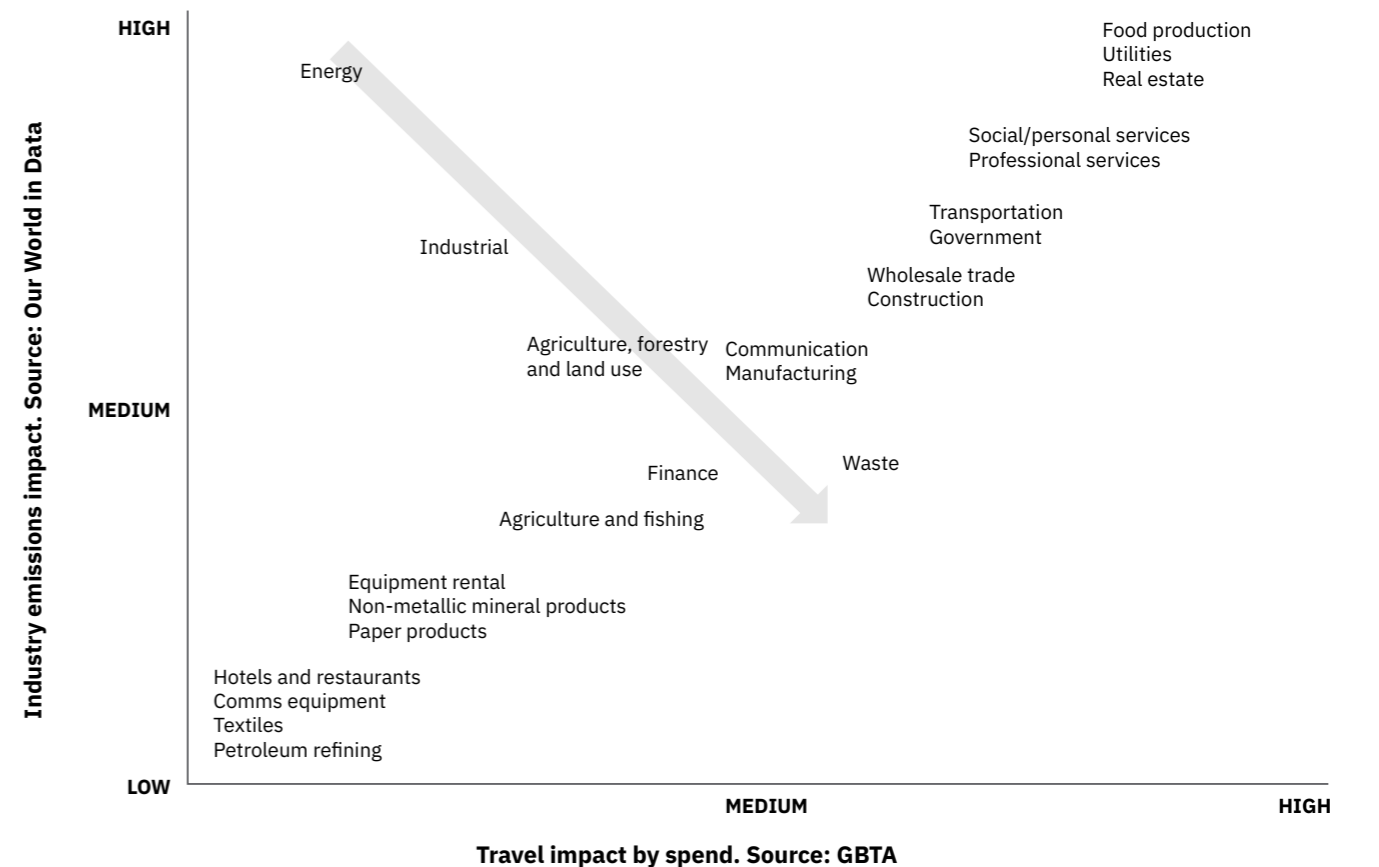 HIGH
Food production
Utilities
Real estate
Energy
Social/personal services
Professional services
Transportation
Government
Industrial
Wholesale trade
Construction
Agriculture, forestry
and land use
Communication
Manufacturing
MEDIUM
Waste
Finance
Agriculture and fishing
Equipment rental
Non-metallic mineral products
Paper products
Hotels and restaurants
Comms equipment
Textiles
Petroleum refining
LOW
MEDIUM
HIGH
Industry emissions impact. Source: Our World in Data
Travel impact by spend. Source: GBTA